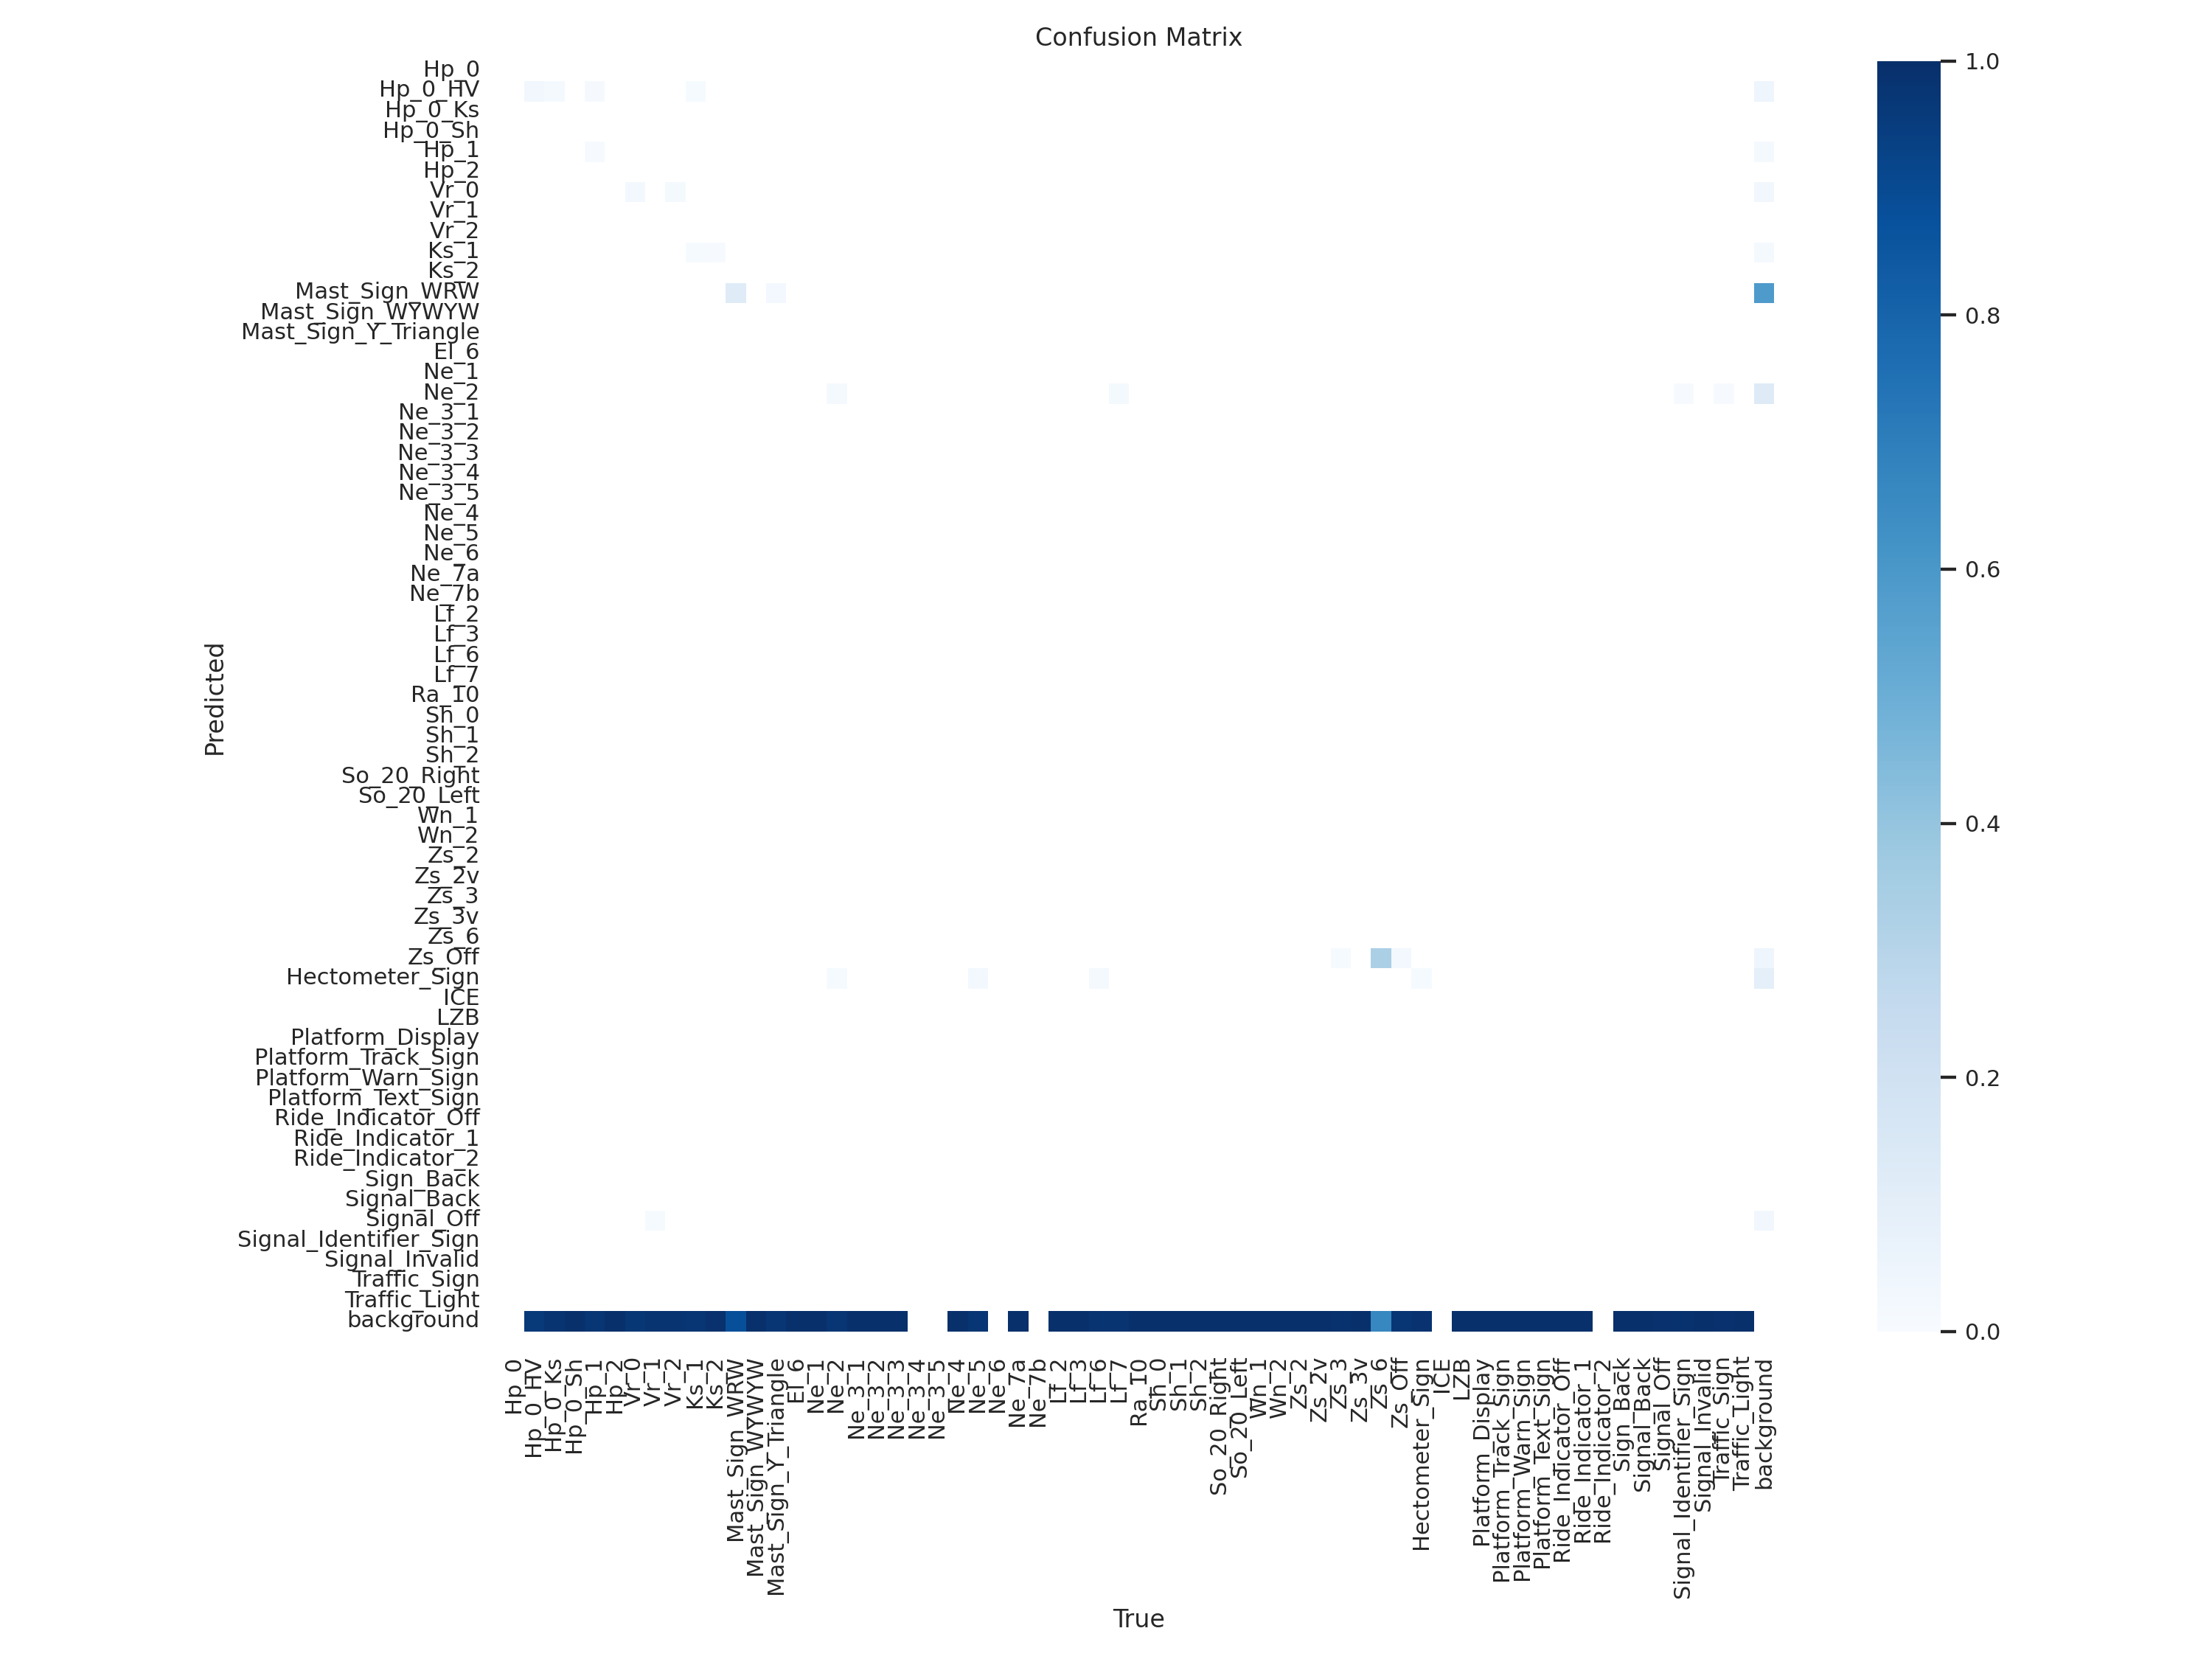 Confusion Matrix
Hp_0
Hp_0_HV
Hp_0_Ks
Hp_0_Sh
Hp_1
Hp_2
Vr_0
Vr_1
Vr_2
Ks_1
Ks_2
Mast_Sign_WRW
Mast_Sign_WYWYW
Mast_Sign_Y_Triangle
El_6
Ne_1
Ne_2
Ne_3_1
Ne_3_2
Ne_3_3
Ne_3_4
Ne_3_5
Ne_4
Ne_5
Ne_6
Ne_7a
Ne_7b
Lf_2
Lf_3
Lf_6
Lf_7
Ra_10
Sh_0
Sh_1
Sh_2
So_20_Right
So_20_Left
Wn_1
Wn_2
Zs_2
Zs_2v
Zs_3
Zs_3v
Zs_6
Zs_Off
Hectometer_Sign
ICE
LZB
Platform_Display
Platform_Track_Sign
Platform_Warn_Sign
Platform_Text_Sign
Ride_Indicator_Off
Ride_Indicator_1
Ride_Indicator_2
Sign_Back
Signal_Back
Signal_Off
Signal_Identifier_Sign
Signal_Invalid
Traffic_Sign
Traffic_Light
background
Predicted
Hp_0
Hp_0_HV
Hp_0_Ks
Hp_0_Sh
Hp_1
Hp_2
Vr_0
Vr_1
Vr_2
Ks_1
Ks_2
Mast_Sign_WRW
Mast_Sign_WYWYW
Mast_Sign_Y_Triangle
El_6
Ne_1
Ne_2
Ne_3_1
Ne_3_2
Ne_3_3
Ne_3_4
Ne_3_5
Ne_4
Ne_5
Ne_6
Ne_7a
Ne_7b
Lf_2
Lf_3
Lf_6
Lf_7
Ra_10
Sh_0
Sh_1
Sh_2
So_20_Right
So_20_Left
Wn_1
Wn_2
Zs_2
Zs_2v
Zs_3
Zs_3v
Zs_6
Zs_Off
Hectometer_Sign
ICE
LZB
Platform_Display
Platform_Track_Sign
Platform_Warn_Sign
Platform_Text_Sign
Ride_Indicator_Off
Ride_Indicator_1
Ride_Indicator_2
Sign_Back
Signal_Back
Signal_Off
Signal_Identifier_Sign
Signal_Invalid
Traffic_Sign
Traffic_Light
background
True
1.0
0.8
0.6
0.4
0.2
0.0